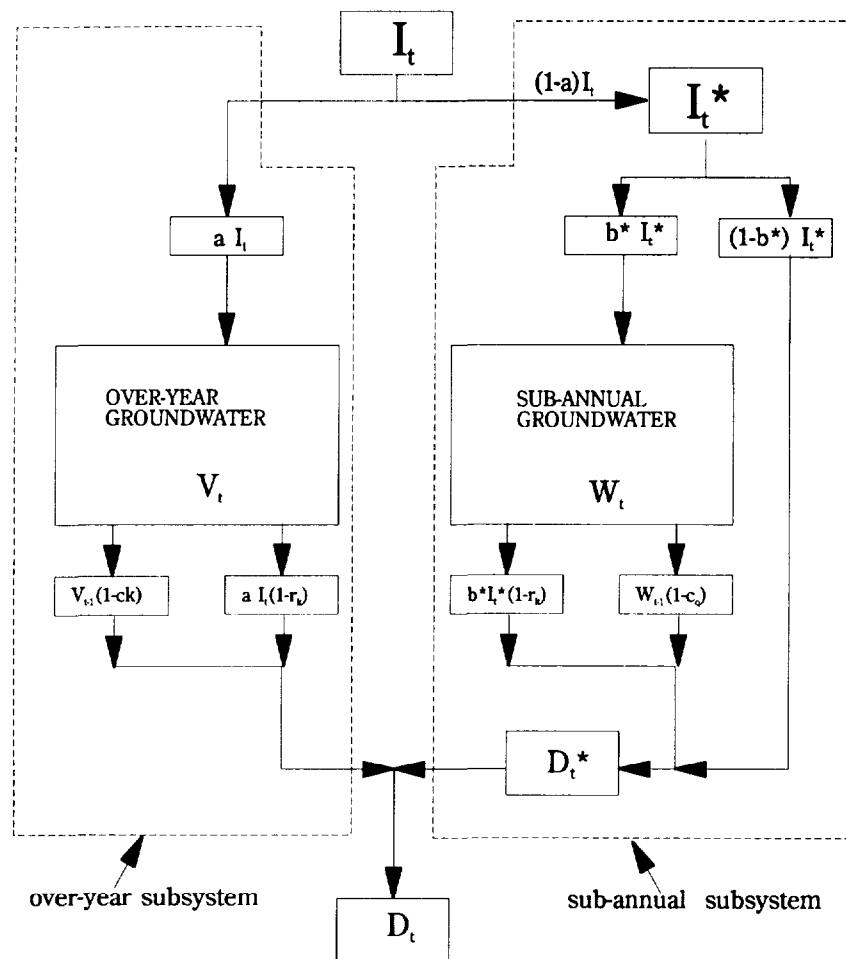 I_t
(1-a)I_t
I_t*
a I_t
b* I_t*
(1-b*) I_t*
OVER-YEAR
GROUNDWATER
V_t
SUB-ANNUAL
GROUNDWATER
W_t
V_t-1(1-ck)
a I_t(1-r_k)
b*I_t*(1-r_k)
W_t-1(1-c_Q)
D_t*
over-year subsystem
sub-annual subsystem
D_t